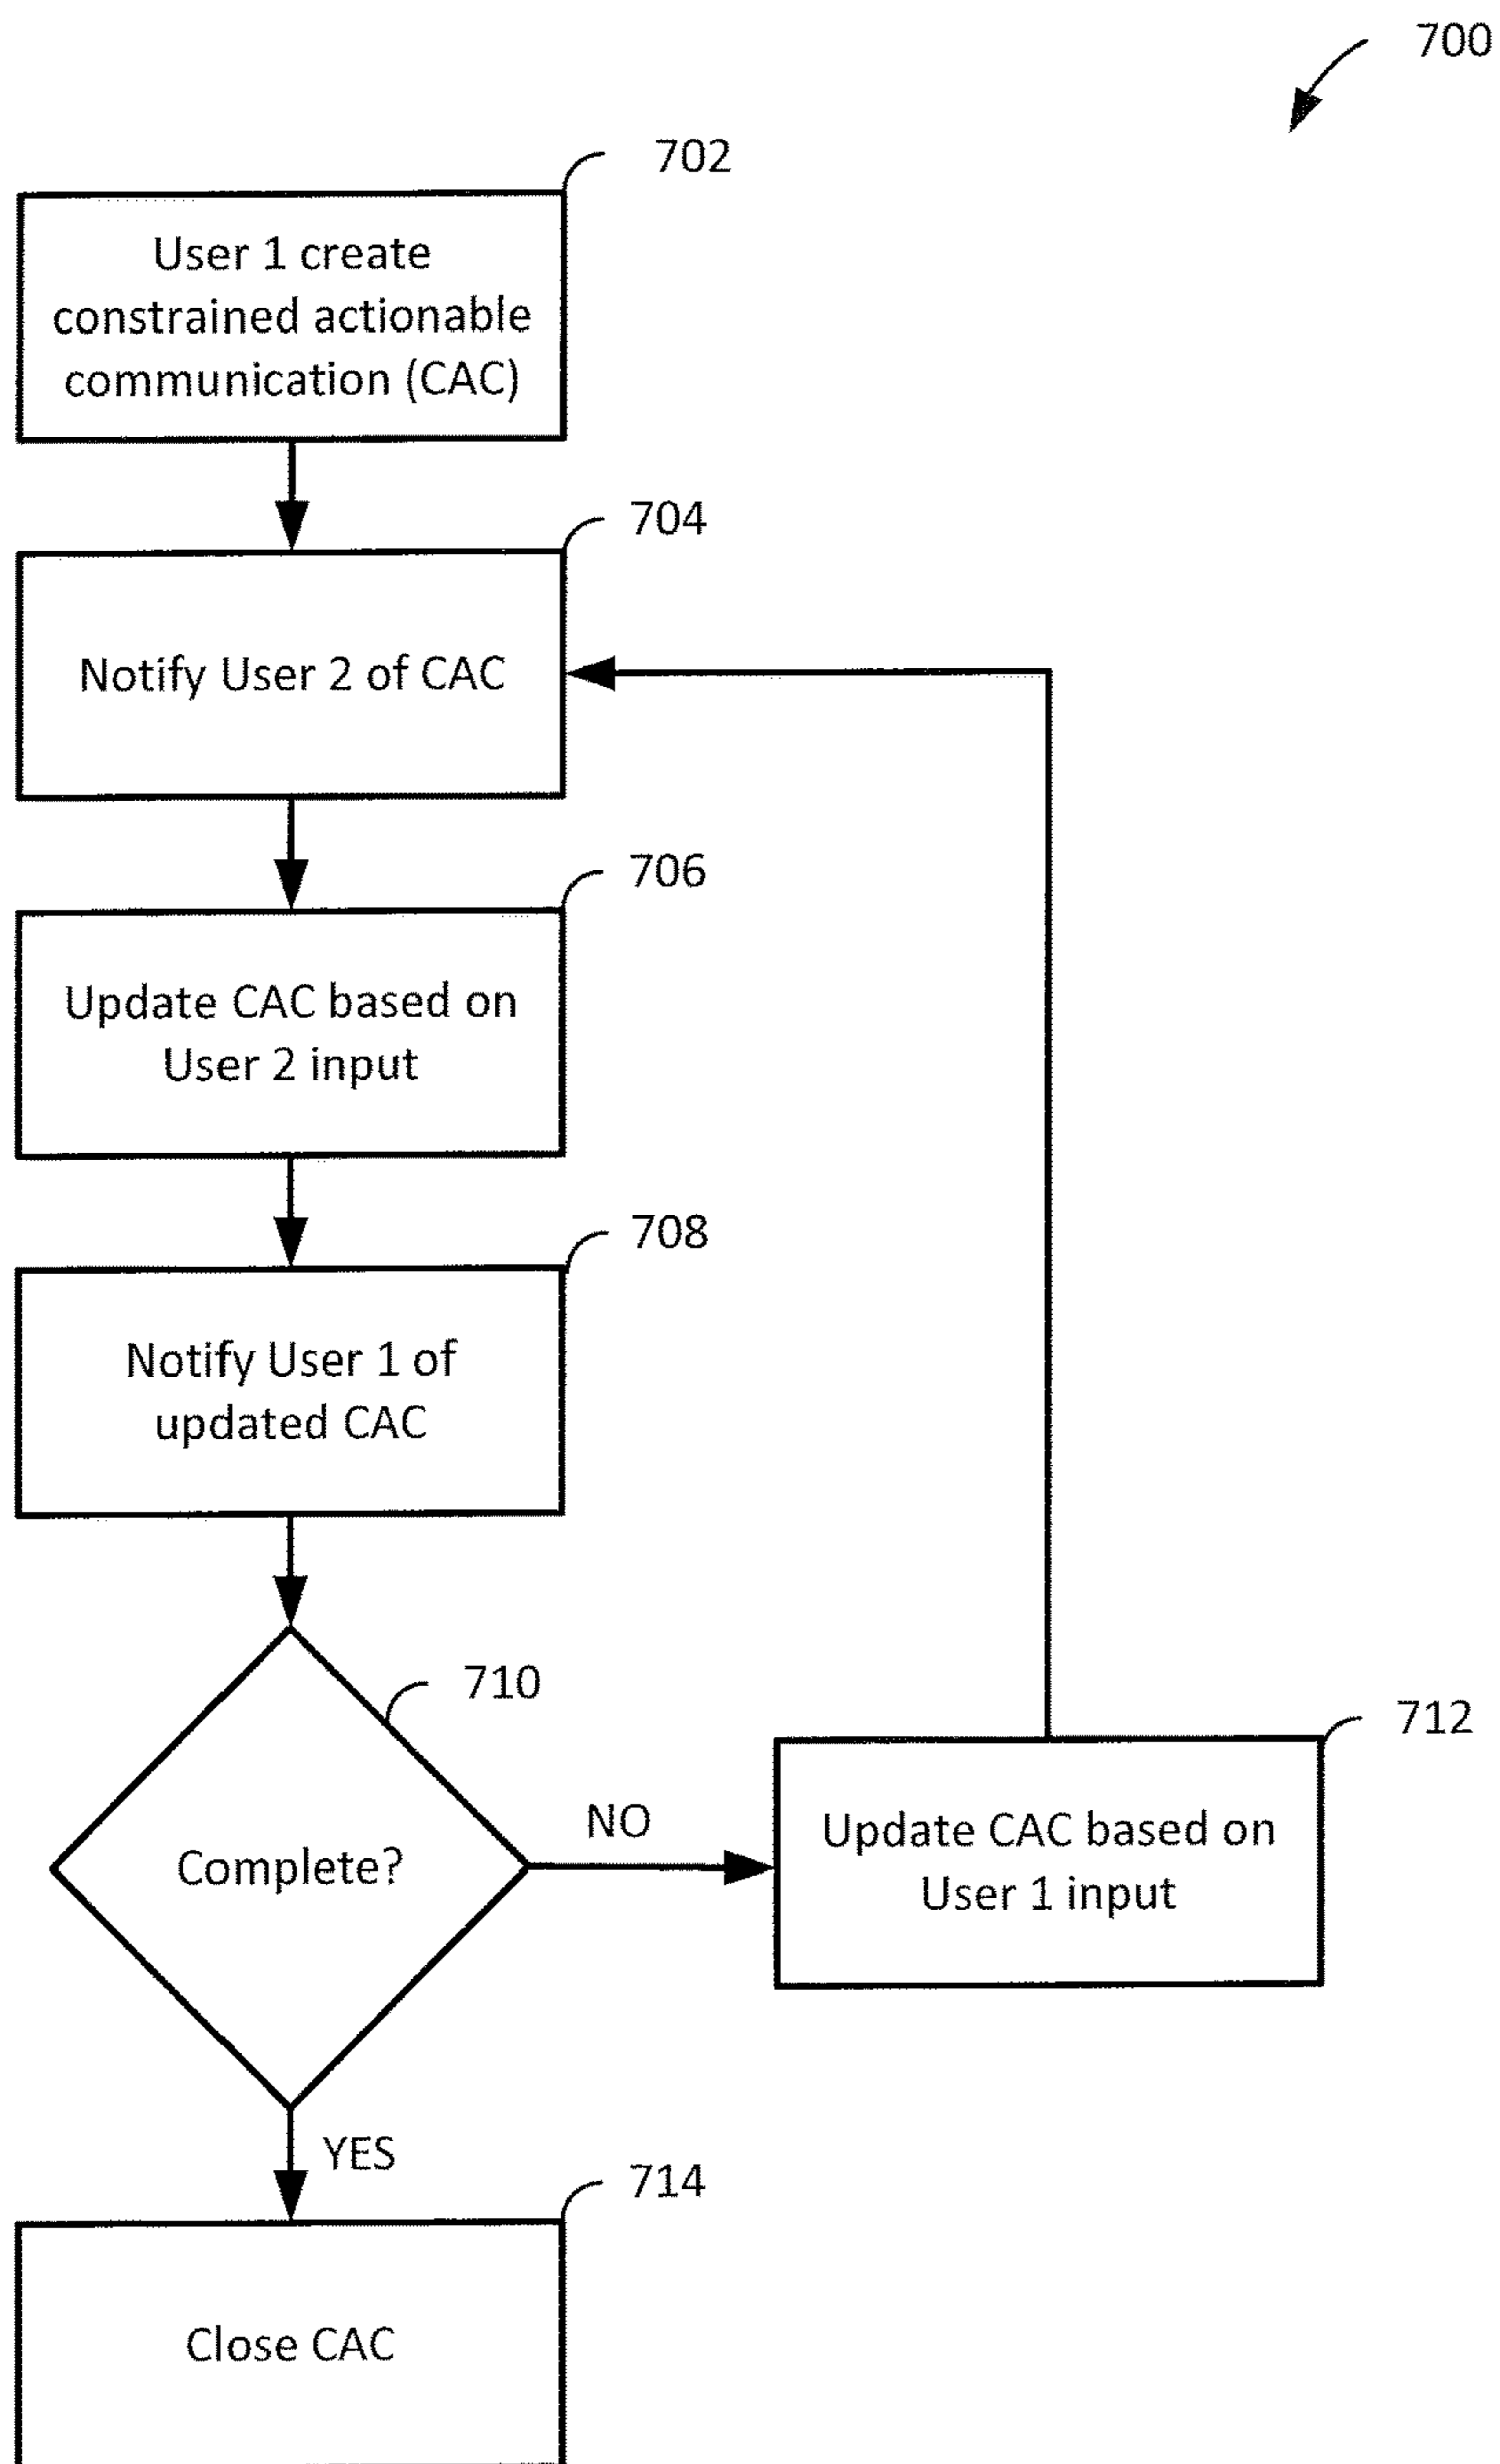 700
702
User 1 create
constrained actionable
communication (CAC)
704
Notify User 2 of CAC
706
Update CAC based on
User 2 input
708
Notify User 1 of
updated CAC
710
Complete?
NO
712
Update CAC based on
User 1 input
YES
714
Close CAC